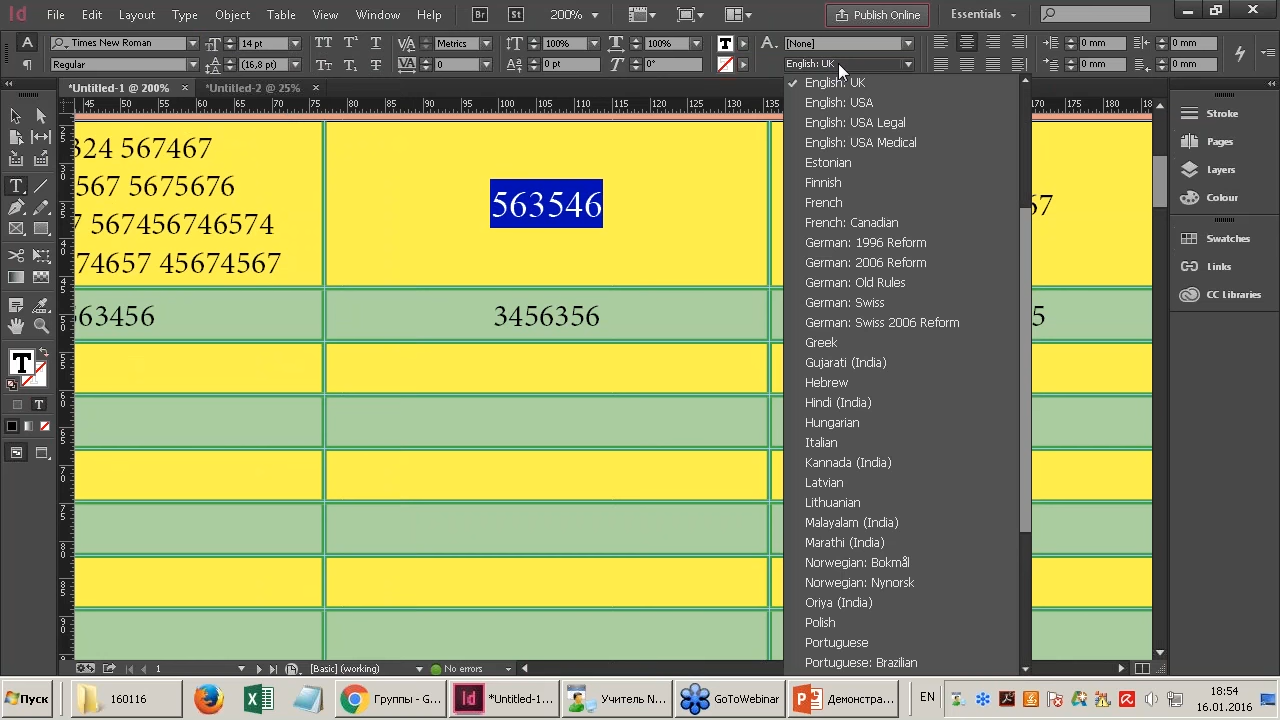 Id File Edit Layout Type Object Table View Window Help Br St 200% Publish Online Essentials
A Times New Roman 14 pt TT T T Metrics 100% 100% T A. [None] 0 mm 0 mm
¶ Regular (16,8 pt) Tt T T 0 0 pt 0° English: UK 0 mm 0 mm
*Untitled-1 @ 200% × *Untitled-2 @ 25% ×
45 50 55 60 65 70 75 80 85 90 95 100 105 110 115 120 125 130 135 170 175 180 185 190
324 567467
567 5675676
7 567456746574
74657 45674567
563546
67
63456
3456356
5
English: UK
English: USA
English: USA Legal
English: USA Medical
Estonian
Finnish
French
French: Canadian
German: 1996 Reform
German: 2006 Reform
German: Old Rules
German: Swiss
German: Swiss 2006 Reform
Greek
Gujarati (India)
Hebrew
Hindi (India)
Hungarian
Italian
Kannada (India)
Latvian
Lithuanian
Malayalam (India)
Marathi (India)
Norwegian: Bokmål
Norwegian: Nynorsk
Oriya (India)
Polish
Portuguese
Portuguese: Brazilian
Stroke
Pages
Layers
Colour
Swatches
Links
CC Libraries
1 [Basic] (working) No errors
Пуск 160116 Группы - G... *Untitled-1... Учитель N... GoToWebinar Демонстра... EN 18:59
16.01.2016